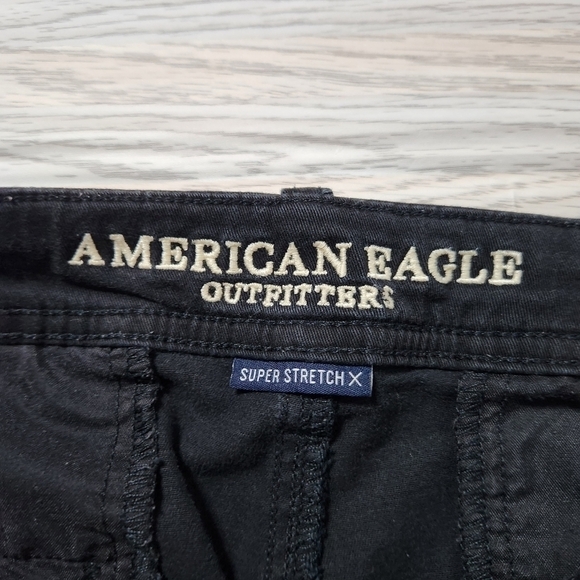 AMERICAN EAGLE
OUTFITTERS
SUPER STRETCH X